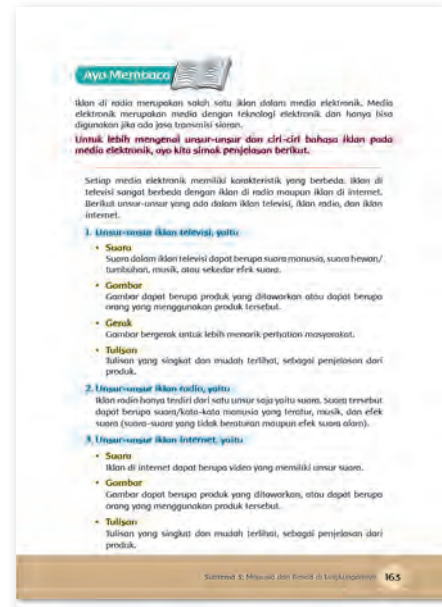 Ayo Membaca
Iklan di radio merupakan salah satu iklan dalam media elektronik. Media
elektronik merupakan media dengan teknologi elektronik dan hanya bisa
digunakan jika ada jasa transmisi siaran.
Untuk lebih mengenal unsur-unsur dan ciri-ciri bahasa iklan pada
media elektronik, ayo kita simak penjelasan berikut.
Setiap media elektronik memiliki karakteristik yang berbeda. Iklan di
televisi sangat berbeda dengan iklan di radio maupun iklan di internet.
Berikut unsur-unsur yang ada dalam iklan televisi, iklan radio, dan iklan
internet.
1. Unsur-unsur iklan televisi, yaitu
• Suara
Suara dalam iklan televisi dapat berupa suara manusia, suara hewan/
tumbuhan, musik, atau sekedar efek suara.
• Gambar
Gambar dapat berupa produk yang ditawarkan atau dapat berupa
orang yang menggunakan produk tersebut.
• Gerak
Gambar bergerak untuk lebih menarik perhatian masyarakat.
• Tulisan
Tulisan yang singkat dan mudah terlihat, sebagai penjelasan dari
produk.
2. Unsur-unsur iklan radio, yaitu
Iklan radio hanya terdiri dari satu unsur saja yaitu suara. Suara tersebut
dapat berupa suara/kata-kata manusia yang teratur, musik, dan efek
suara (suara-suara yang tidak beraturan maupun efek suara alam).
3. Unsur-unsur iklan internet, yaitu
• Suara
Iklan di internet dapat berupa video yang memiliki unsur suara.
• Gambar
Gambar dapat berupa produk yang ditawarkan, atau dapat berupa
orang yang menggunakan produk tersebut.
• Tulisan
Tulisan yang singkat dan mudah terlihat, sebagai penjelasan dari
produk.
Subtema 3: Manusia dan Benda di Lingkungannya 163